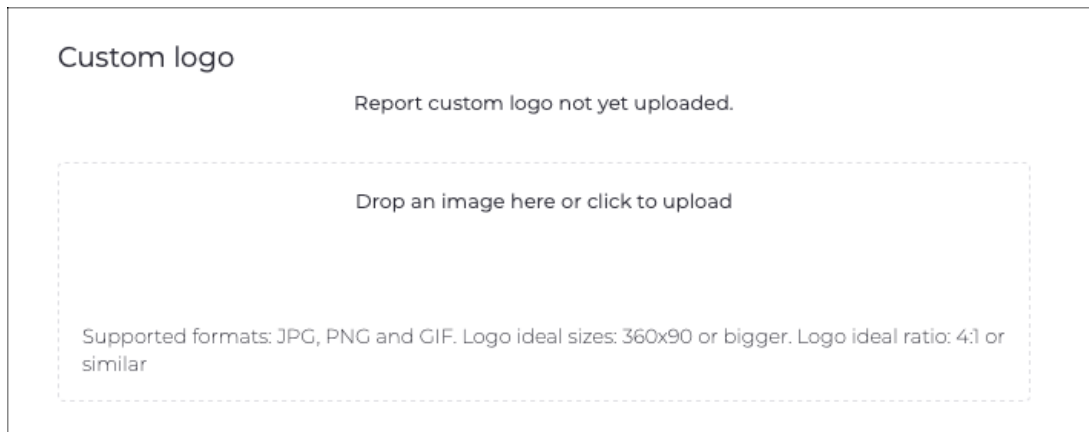 Custom logo
Report custom logo not yet uploaded.
Drop an image here or click to upload
Supported formats: JPG, PNG and GIF. Logo ideal sizes: 360x90 or bigger. Logo ideal ratio: 4:1 or
similar